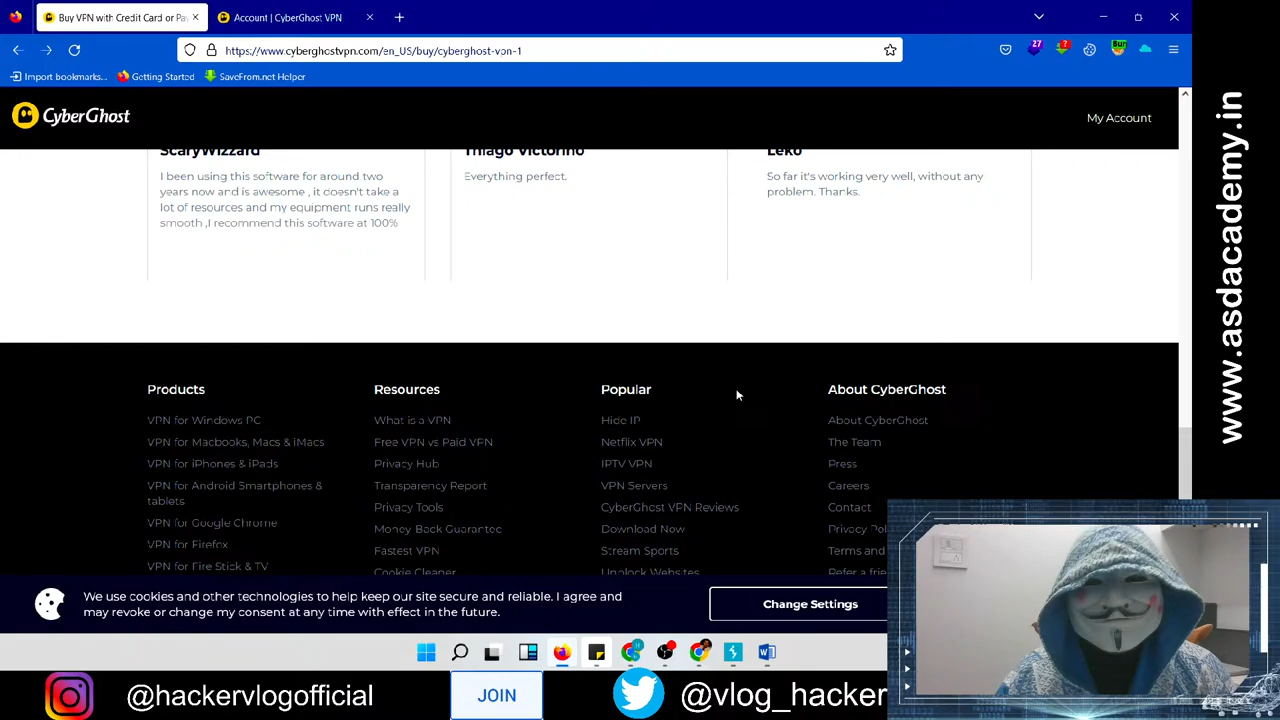 Buy VPN with Credit Card or Pa
Account | CyberGhost VPN
https://www.cyberghostvpn.com/en_US/buy/cyberghost-vpn-1
27
Import bookmarks...
Getting Started
SaveFrom.net Helper
CyberGhost
My Account
ScaryWizzard
I been using this software for around two
years now and is awesome , it doesn't take a
lot of resources and my equipment runs really
smooth ,I recommend this software at 100%
Thiago Victorino
Everything perfect.
Leko
So far it's working very well, without any
problem. Thanks.
Products
VPN for Windows PC
VPN for Macbooks, Macs & iMacs
VPN for iPhones & iPads
VPN for Android Smartphones &
tablets
VPN for Google Chrome
VPN for Firefox
VPN for Fire Stick & TV
Resources
What is a VPN
Free VPN vs Paid VPN
Privacy Hub
Transparency Report
Privacy Tools
Money Back Guarantee
Fastest VPN
Cookie Cleaner
Popular
Hide IP
Netflix VPN
IPTV VPN
VPN Servers
CyberGhost VPN Reviews
Download Now
Stream Sports
Unblock Websites
About CyberGhost
About CyberGhost
The Team
Press
Careers
Contact
Privacy Pol
Terms and
Refer a frie
We use cookies and other technologies to help keep our site secure and reliable. I agree and
may revoke or change my consent at any time with effect in the future.
Change Settings
@hackervlogofficial
JOIN
@vlog_hacker
www.asdacademy.in